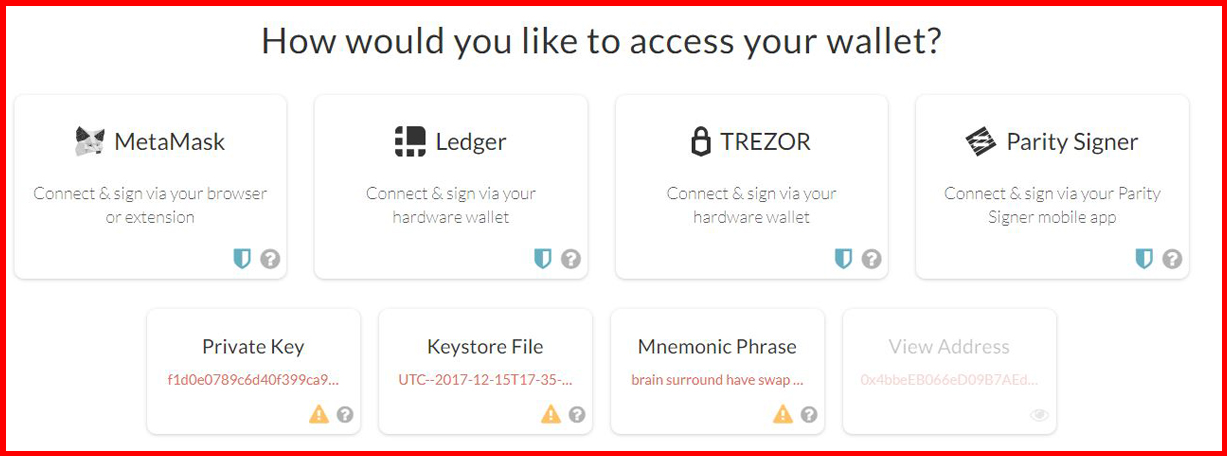 How would you like to access your wallet?
MetaMask
Connect & sign via your browser
or extension
Ledger
Connect & sign via your
hardware wallet
TREZOR
Connect & sign via your
hardware wallet
Parity Signer
Connect & sign via your Parity
Signer mobile app
Private Key
f1d0e0789c6d40f399ca9...
Keystore File
UTC--2017-12-15T17-35-...
Mnemonic Phrase
brain surround have swap ...
View Address
0x4bbeEB066eD09B7AEd...